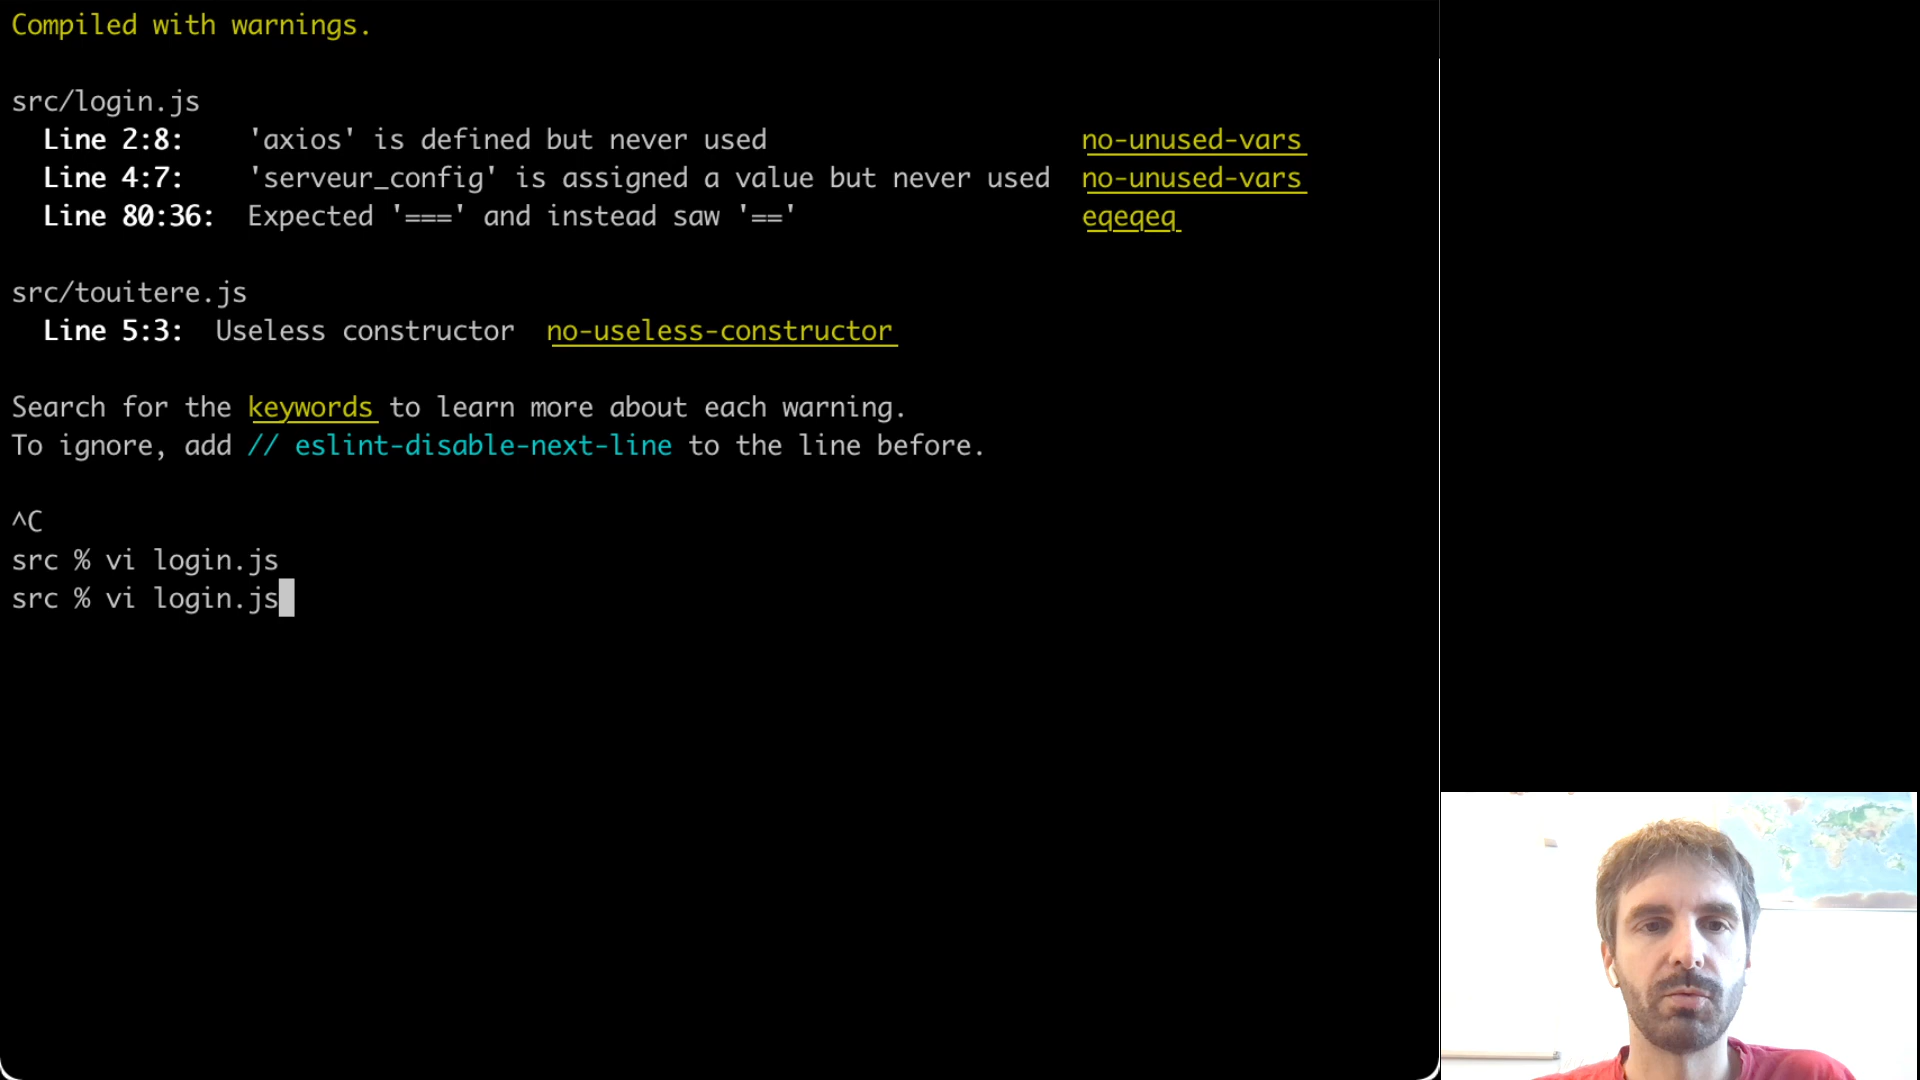 Compiled with warnings.
src/login.js
Line 2:8: 'axios' is defined but never used no-unused-vars
Line 4:7: 'serveur_config' is assigned a value but never used no-unused-vars
Line 80:36: Expected '===' and instead saw '==' eqeqeq
src/touitere.js
Line 5:3: Useless constructor no-useless-constructor
Search for the keywords to learn more about each warning.
To ignore, add // eslint-disable-next-line to the line before.
^C
src % vi login.js
src % vi login.js